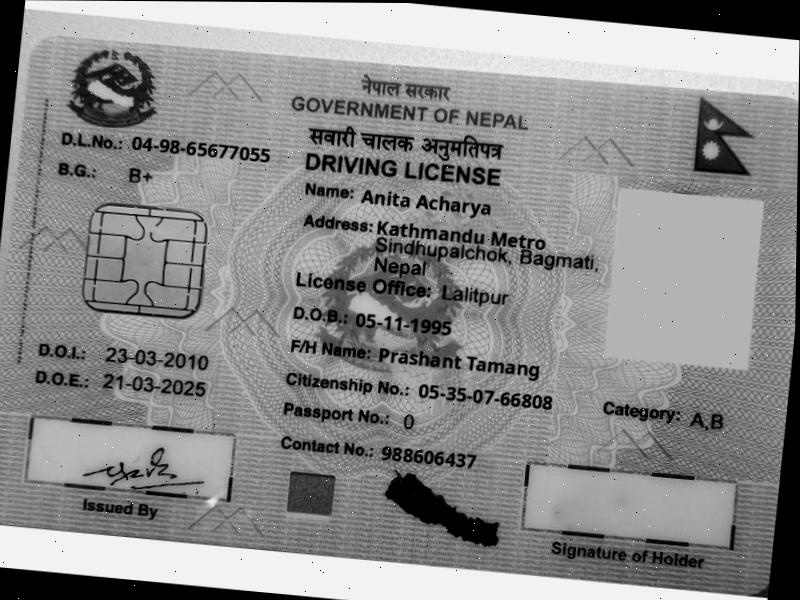 नेपाल सरकार
GOVERNMENT OF NEPAL
सवारी चालक अनुमतिपत्र
DRIVING LICENSE
D.L.No.: 04-98-65677055
B.G.: B+
Name: Anita Acharya
Address: Kathmandu Metro
Sindhupalchok, Bagmati,
Nepal
License Office: Lalitpur
D.O.B.: 05-11-1995
F/H Name: Prashant Tamang
D.O.I.: 23-03-2010
D.O.E.: 21-03-2025
Citizenship No.: 05-35-07-66808
Category: A,B
Passport No.: 0
Contact No.: 988606437
Issued By
Signature of Holder